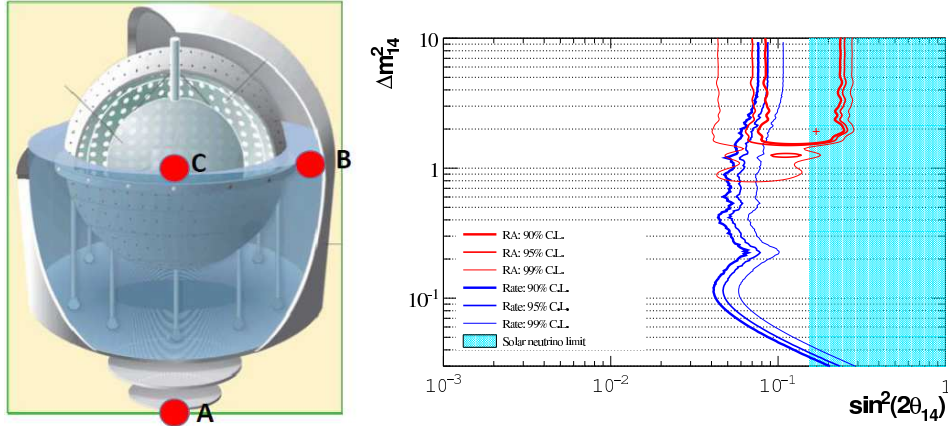 C
B
A
10
1
10⁻¹
Δm²₁₄
RA: 90% C.L.
RA: 95% C.L.
RA: 99% C.L.
Rate: 90% C.L.
Rate: 95% C.L.
Rate: 99% C.L.
Solar neutrino limit
10⁻³ 10⁻² 10⁻¹ 1
sin²(2θ₁₄)